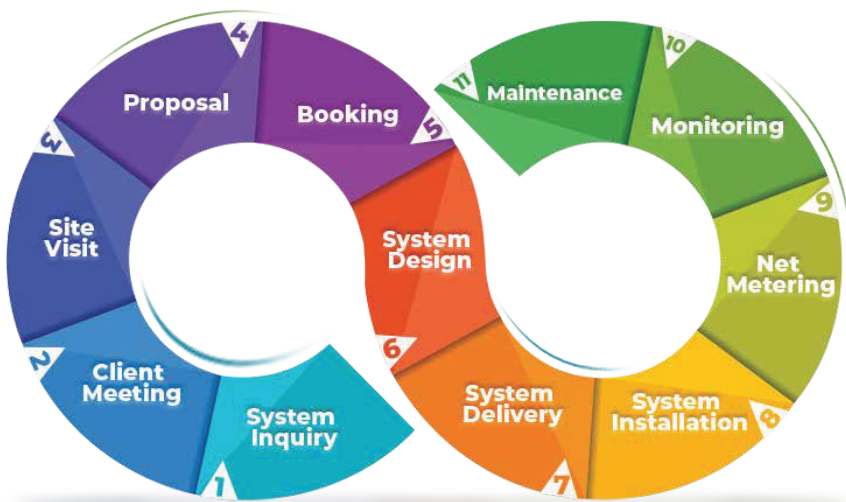 1
System
Inquiry
2
Client
Meeting
3
Site
Visit
4
Proposal
5
Booking
6
System
Design
7
System
Delivery
8
System
Installation
9
Net
Metering
10
Monitoring
11
Maintenance